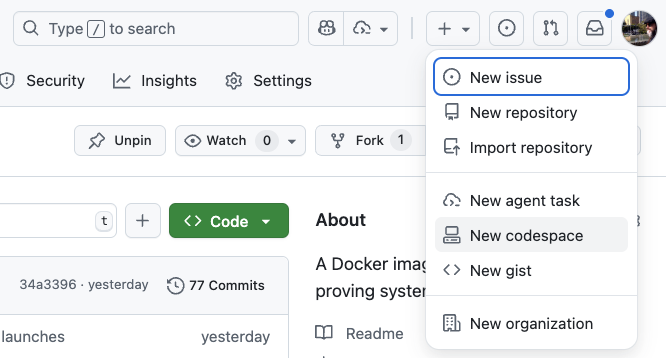 Type / to search
Security
Insights
Settings
Unpin
Watch 0
Fork 1
New issue
New repository
Import repository
New agent task
New codespace
New gist
New organization
t
Code
About
A Docker imag
proving system
34a3396 · yesterday
77 Commits
launches
yesterday
Readme